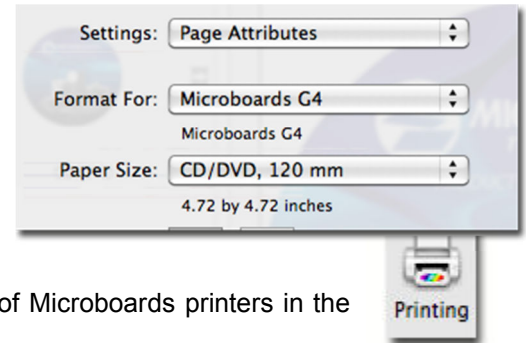 Settings: Page Attributes
Format For: Microboards G4
Microboards G4
Paper Size: CD/DVD, 120 mm
4.72 by 4.72 inches
of Microboards printers in the
Printing